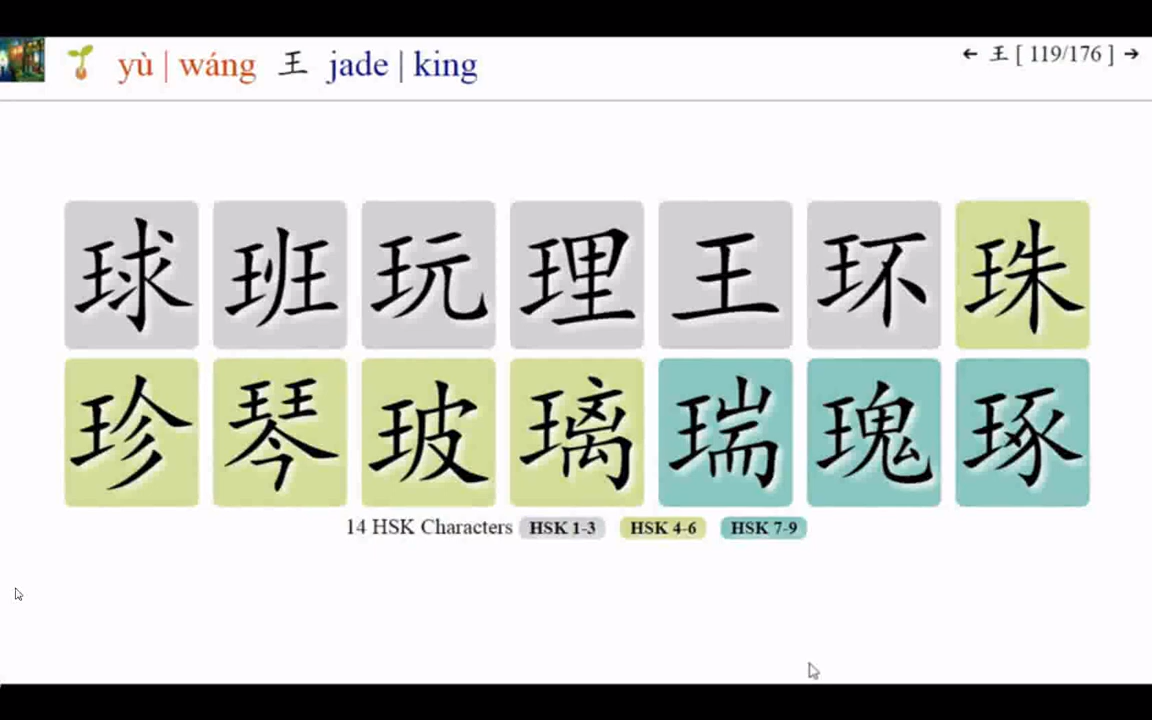 yù | wáng 王 jade | king
← 王 [ 119/176 ] →
球 班 玩 理 王 环 珠
珍 琴 玻 璃 瑞 瑰 琢
14 HSK Characters HSK 1-3 HSK 4-6 HSK 7-9